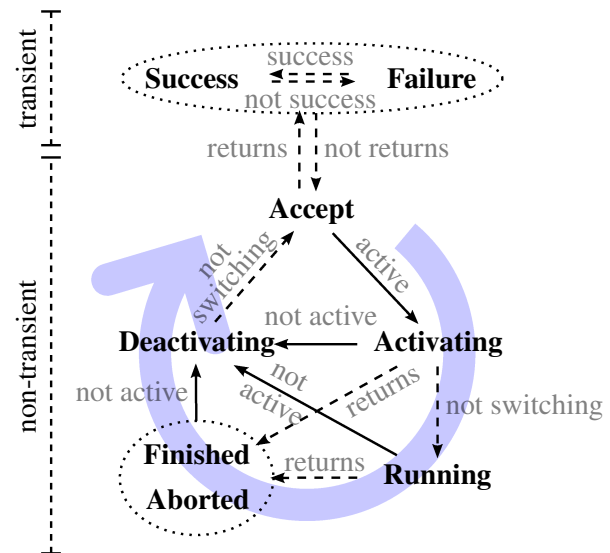 transient
success
Success
Failure
not success
returns
not returns
Accept
not
switching
active
non-transient
not active
Deactivating
Activating
not active
not
active
returns
not switching
Finished
returns
Running
Aborted